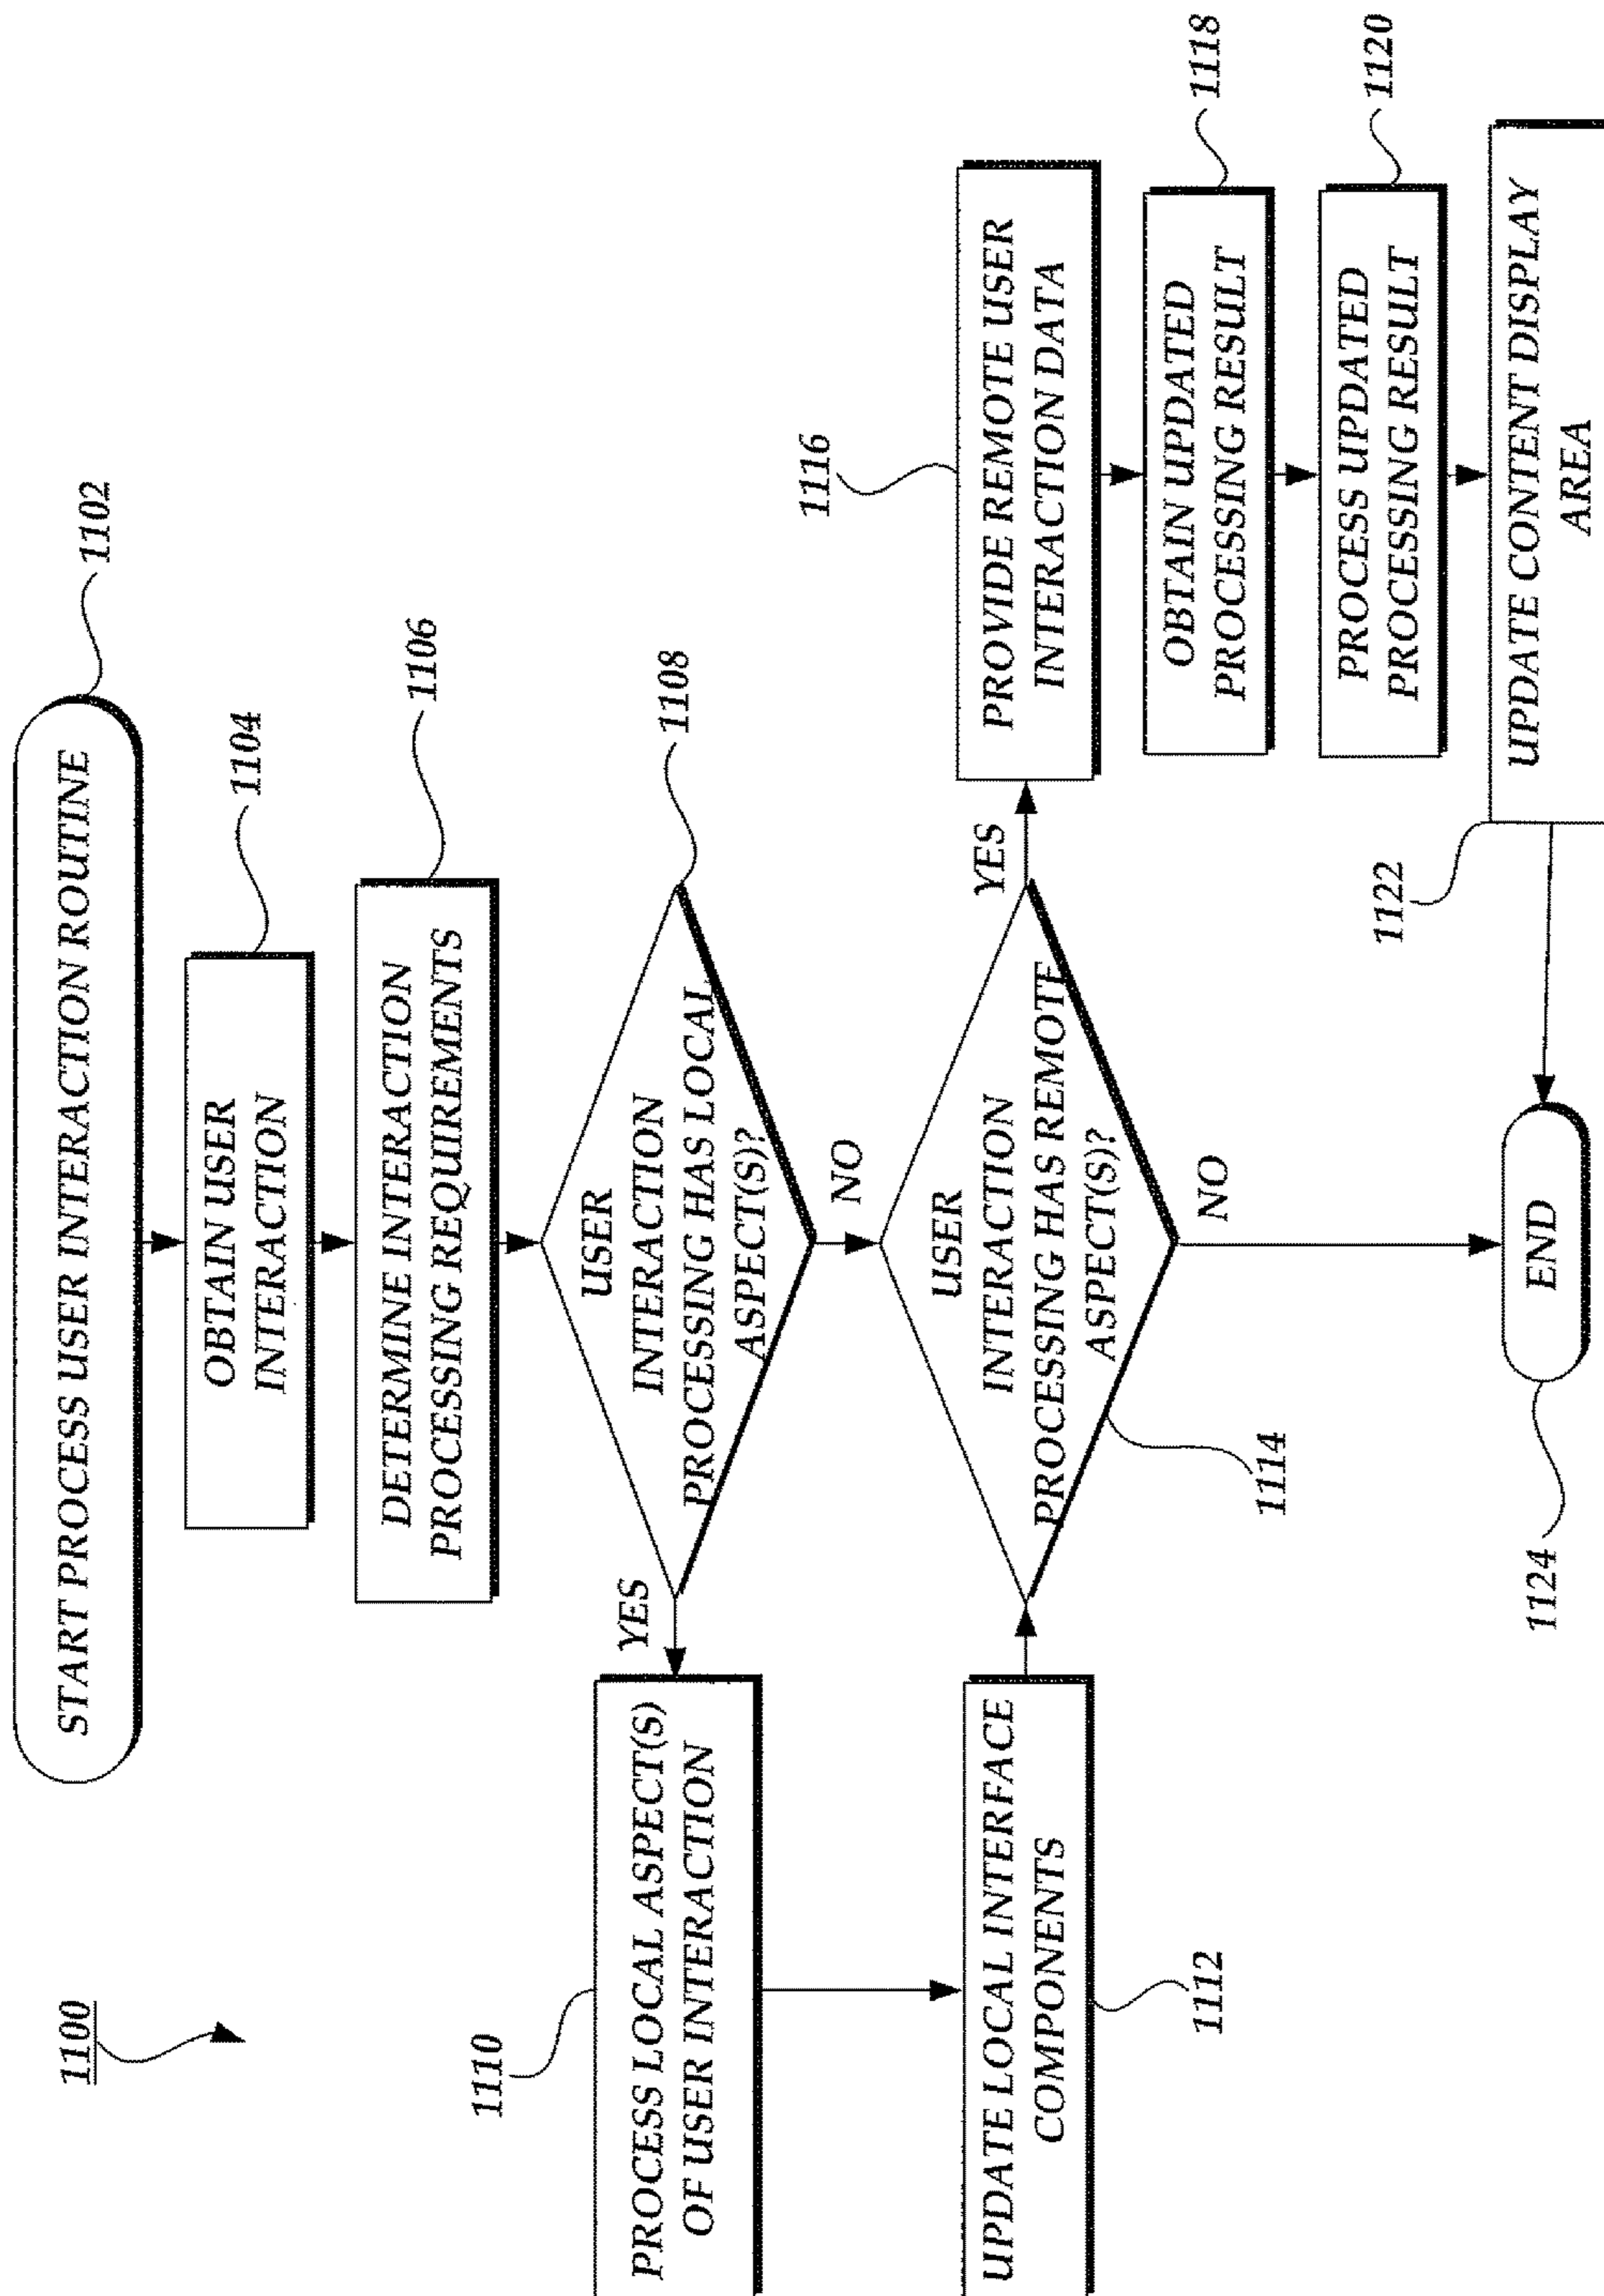 1100
START PROCESS USER INTERACTION ROUTINE
1102
OBTAIN USER
INTERACTION
1104
DETERMINE INTERACTION
PROCESSING REQUIREMENTS
1106
USER
INTERACTION
PROCESSING HAS LOCAL
ASPECT(S)?
1108
YES
NO
1110
PROCESS LOCAL ASPECT(S)
OF USER INTERACTION
UPDATE LOCAL INTERFACE
COMPONENTS
1112
USER
INTERACTION
PROCESSING HAS REMOTE
ASPECT(S)?
1114
YES
NO
1116
PROVIDE REMOTE USER
INTERACTION DATA
OBTAIN UPDATED
PROCESSING RESULT
1118
PROCESS UPDATED
PROCESSING RESULT
1120
UPDATE CONTENT DISPLAY
AREA
1122
END
1124